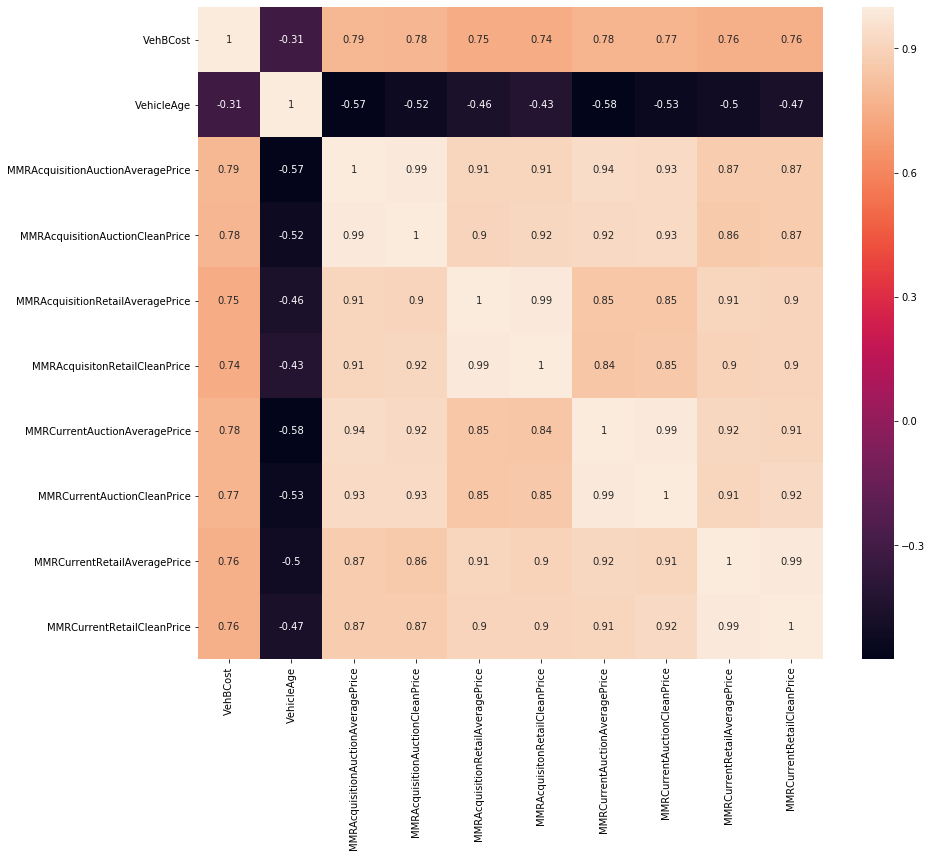 VehBCost 1 -0.31 0.79 0.78 0.75 0.74 0.78 0.77 0.76 0.76
VehicleAge -0.31 1 -0.57 -0.52 -0.46 -0.43 -0.58 -0.53 -0.5 -0.47
MMRAcquisitionAuctionAveragePrice 0.79 -0.57 1 0.99 0.91 0.91 0.94 0.93 0.87 0.87
MMRAcquisitionAuctionCleanPrice 0.78 -0.52 0.99 1 0.9 0.92 0.92 0.93 0.86 0.87
MMRAcquisitionRetailAveragePrice 0.75 -0.46 0.91 0.9 1 0.99 0.85 0.85 0.91 0.9
MMRAcquisitonRetailCleanPrice 0.74 -0.43 0.91 0.92 0.99 1 0.84 0.85 0.9 0.9
MMRCurrentAuctionAveragePrice 0.78 -0.58 0.94 0.92 0.85 0.84 1 0.99 0.92 0.91
MMRCurrentAuctionCleanPrice 0.77 -0.53 0.93 0.93 0.85 0.85 0.99 1 0.91 0.92
MMRCurrentRetailAveragePrice 0.76 -0.5 0.87 0.86 0.91 0.9 0.92 0.91 1 0.99
MMRCurrentRetailCleanPrice 0.76 -0.47 0.87 0.87 0.9 0.9 0.91 0.92 0.99 1
VehBCost
VehicleAge
MMRAcquisitionAuctionAveragePrice
MMRAcquisitionAuctionCleanPrice
MMRAcquisitionRetailAveragePrice
MMRAcquisitonRetailCleanPrice
MMRCurrentAuctionAveragePrice
MMRCurrentAuctionCleanPrice
MMRCurrentRetailAveragePrice
MMRCurrentRetailCleanPrice
0.9
0.6
0.3
0.0
−0.3